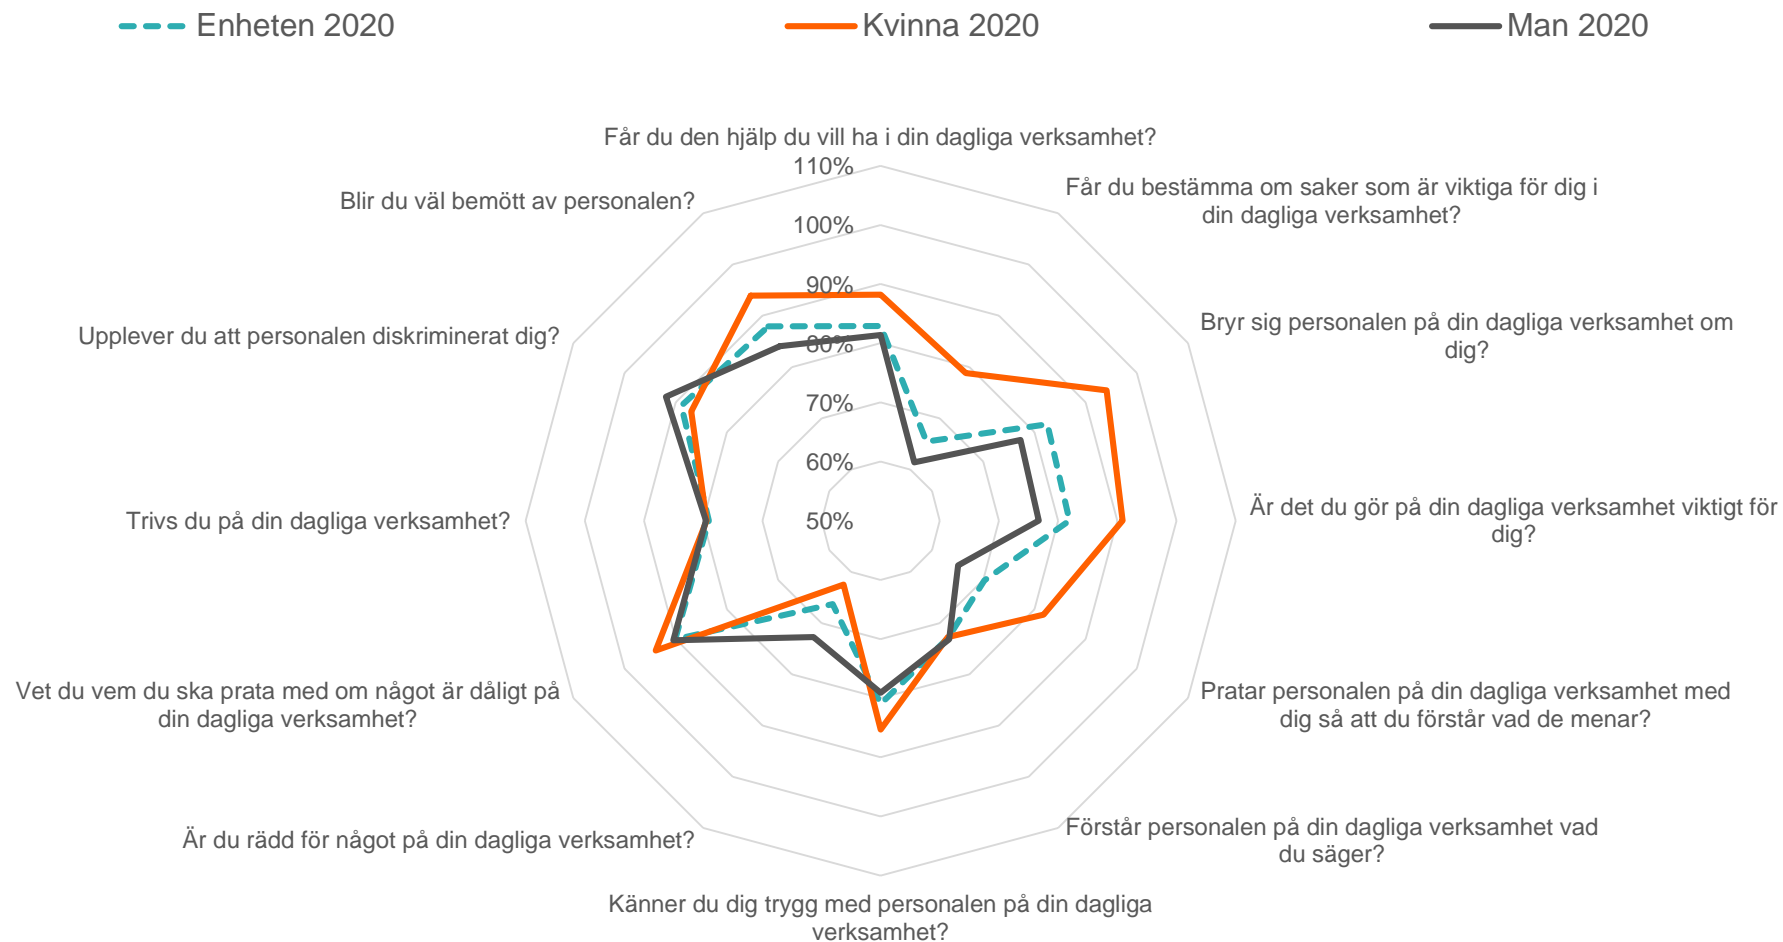 Enheten 2020
Kvinna 2020
Man 2020
Får du den hjälp du vill ha i din dagliga verksamhet?
Får du bestämma om saker som är viktiga för dig i
din dagliga verksamhet?
Bryr sig personalen på din dagliga verksamhet om
dig?
Är det du gör på din dagliga verksamhet viktigt för
dig?
Pratar personalen på din dagliga verksamhet med
dig så att du förstår vad de menar?
Förstår personalen på din dagliga verksamhet vad
du säger?
Känner du dig trygg med personalen på din dagliga
verksamhet?
Är du rädd för något på din dagliga verksamhet?
Vet du vem du ska prata med om något är dåligt på
din dagliga verksamhet?
Trivs du på din dagliga verksamhet?
Upplever du att personalen diskriminerat dig?
Blir du väl bemött av personalen?
110%
100%
90%
80%
70%
60%
50%